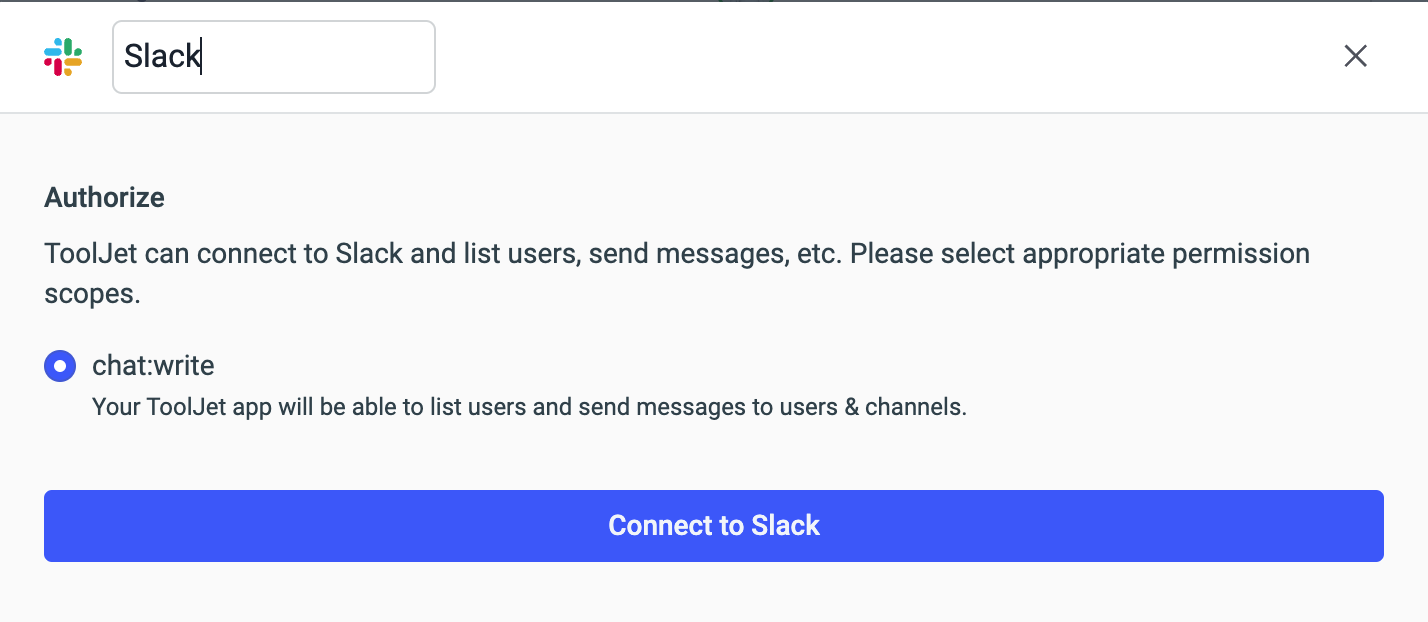 Slack
Authorize
ToolJet can connect to Slack and list users, send messages, etc. Please select appropriate permission
scopes.
chat:write
Your ToolJet app will be able to list users and send messages to users & channels.
Connect to Slack